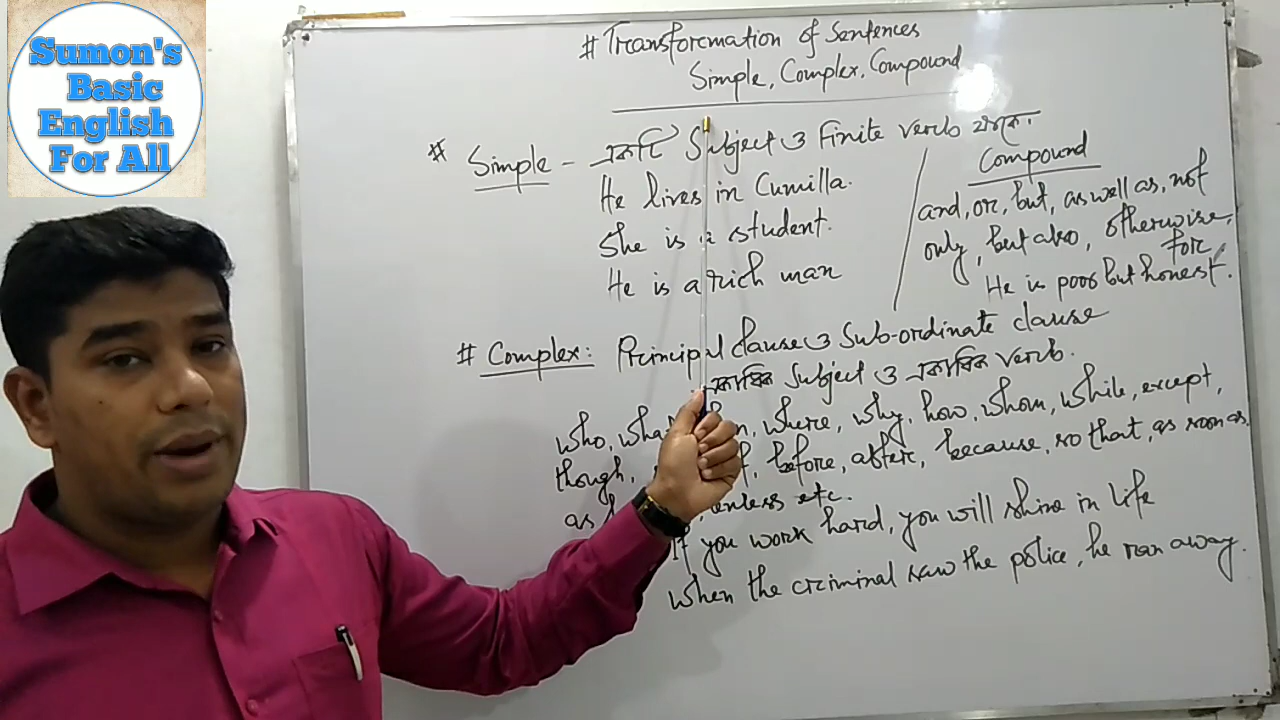 Sumon's
Basic
English
For All
# Transformation of Sentences
Simple, Complex, Compound
* Simple - একটি Subject ও Finite verb থাকে।
He lives in Cumilla.
She is a student.
He is a rich man
Compound
and, or, but, as well as, not
only, but also, otherwise,
for
He is poor but honest.
# Complex: Principal clause ও Sub-ordinate clause
একাধিক Subject ও একাধিক verb.
who, where, why, how, whom, while, except,
though, before, after, because, so that, as soon as
as unless etc.
If you work hard, you will shine in life
When the criminal saw the police, he ran away.